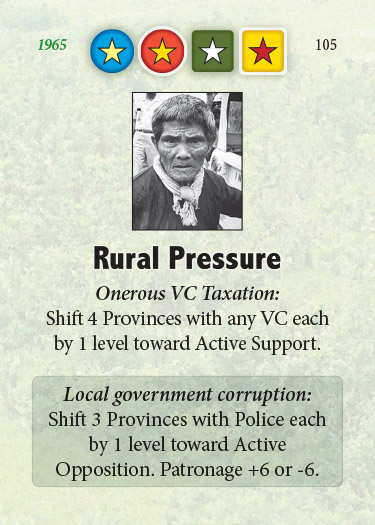 1965
105
Rural Pressure
Onerous VC Taxation:
Shift 4 Provinces with any VC each
by 1 level toward Active Support.
Local government corruption:
Shift 3 Provinces with Police each
by 1 level toward Active
Opposition. Patronage +6 or -6.